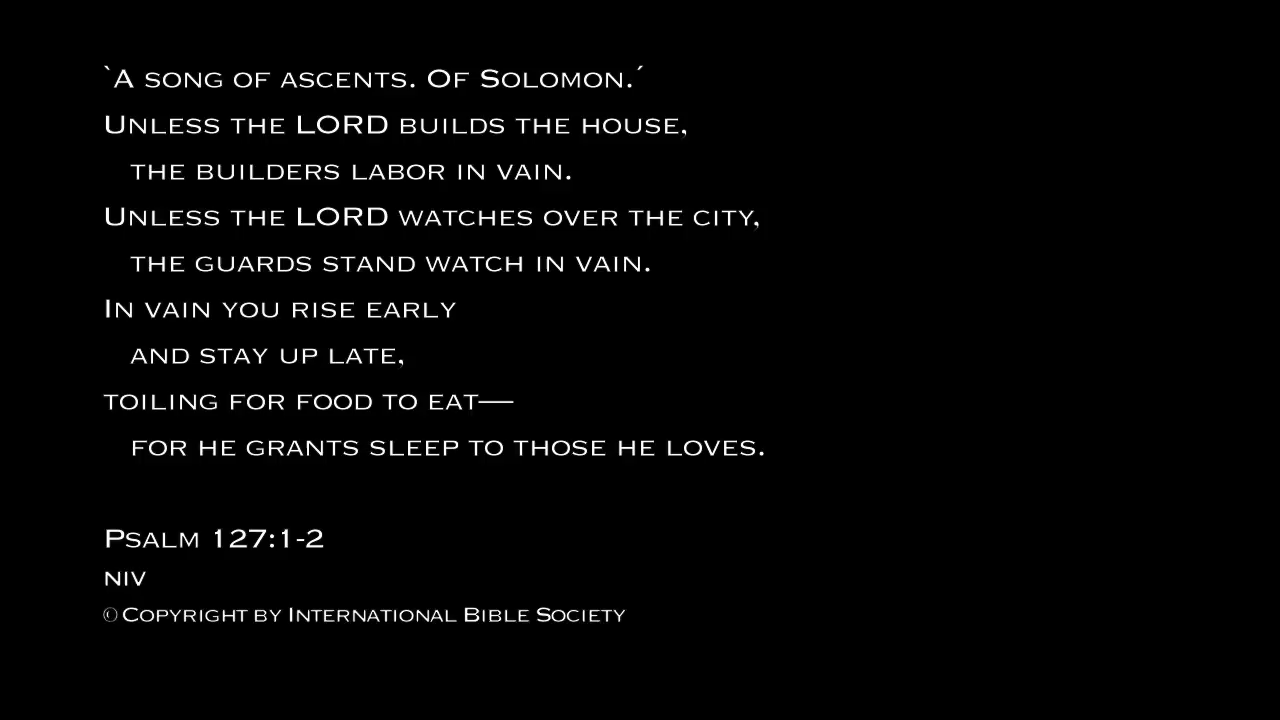 `A song of ascents. Of Solomon.´
Unless the LORD builds the house,
the builders labor in vain.
Unless the LORD watches over the city,
the guards stand watch in vain.
In vain you rise early
and stay up late,
toiling for food to eat—
for he grants sleep to those he loves.
Psalm 127:1-2
NIV
© Copyright by International Bible Society